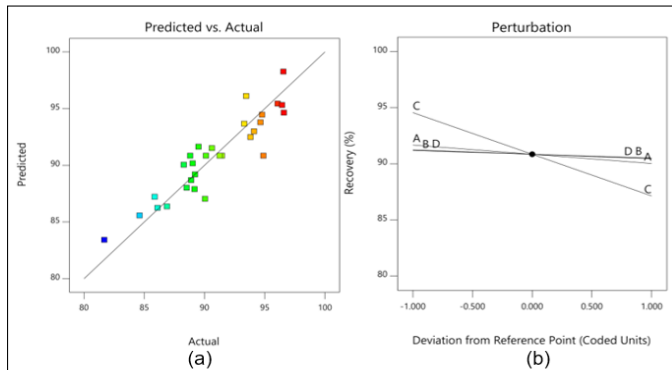 Predicted vs. Actual
Predicted
100
95
90
85
80
80 85 90 95 100
Actual
(a)
Perturbation
Recovery (%)
100
95
90
85
80
C
A
B D
D B
A
C
-1.000 -0.500 0.000 0.500 1.000
Deviation from Reference Point (Coded Units)
(b)